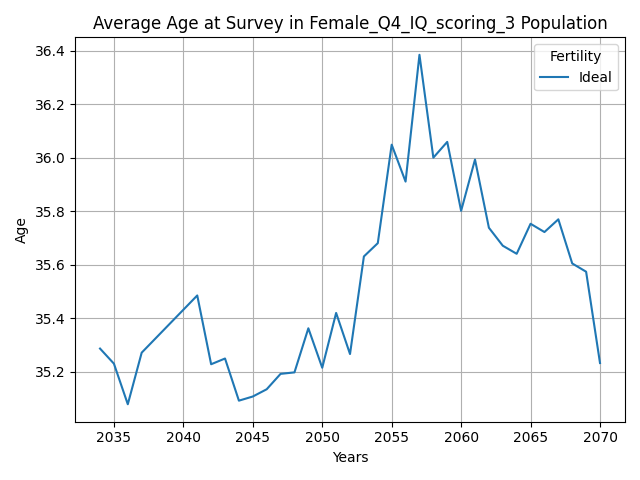 Average Age at Survey in Female_Q4_IQ_scoring_3 Population
Fertility
Ideal
36.4
36.2
36.0
35.8
35.6
35.4
35.2
Age
2035 2040 2045 2050 2055 2060 2065 2070
Years